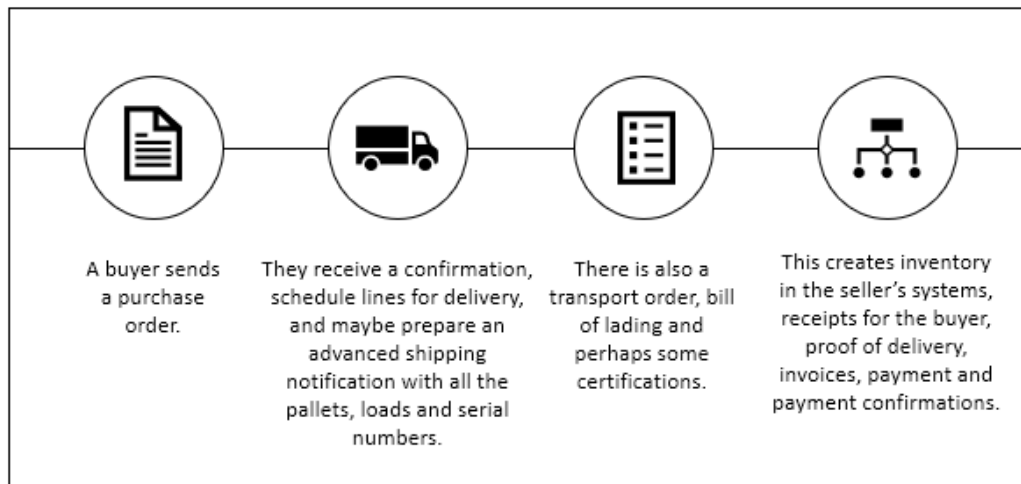 A buyer sends
a purchase
order.
They receive a confirmation,
schedule lines for delivery,
and maybe prepare an
advanced shipping
notification with all the
pallets, loads and serial
numbers.
There is also a
transport order, bill
of lading and
perhaps some
certifications.
This creates inventory
in the seller's systems,
receipts for the buyer,
proof of delivery,
invoices, payment and
payment confirmations.